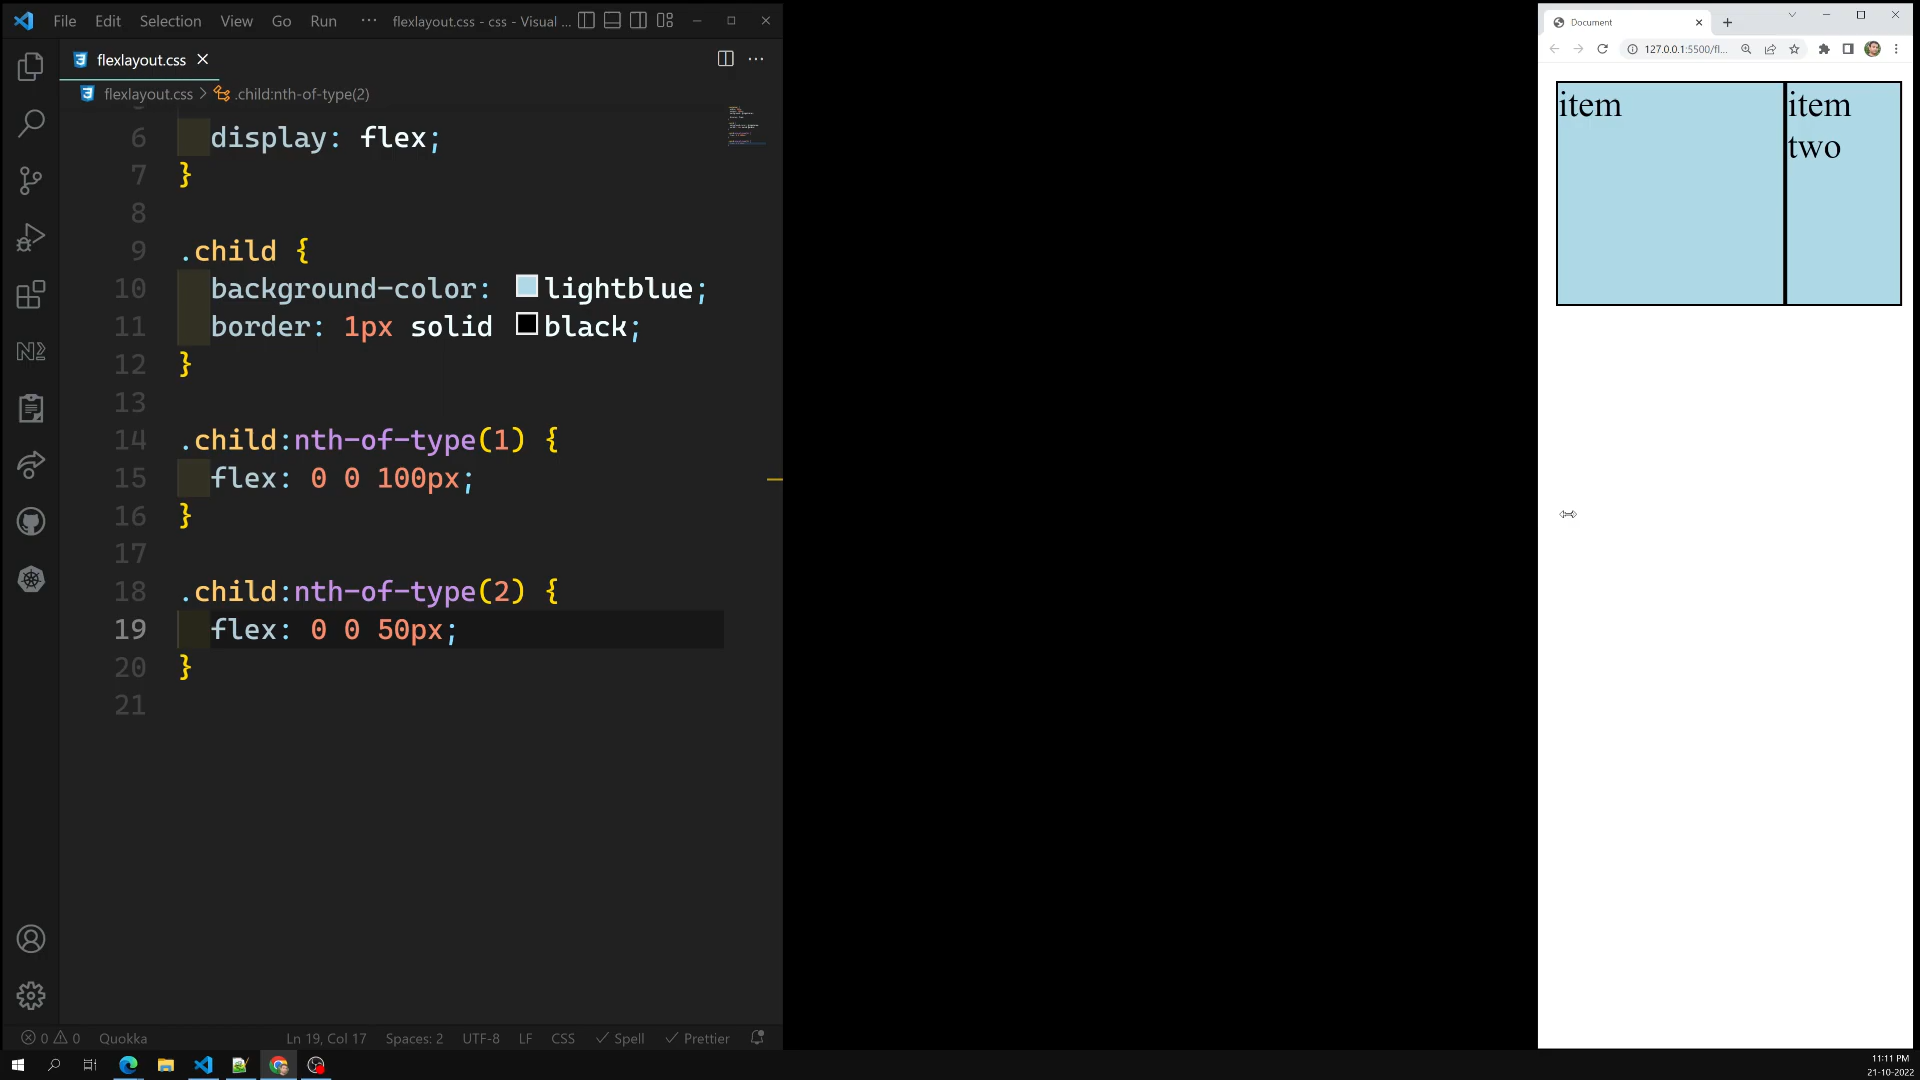 File Edit Selection View Go Run ··· flexlayout.css - css - Visual ...
flexlayout.css
flexlayout.css > .child:nth-of-type(2)
6 display: flex;
7 }
8
9 .child {
10 background-color: lightblue;
11 border: 1px solid black;
12 }
13
14 .child:nth-of-type(1) {
15 flex: 0 0 100px;
16 }
17
18 .child:nth-of-type(2) {
19 flex: 0 0 50px;
20 }
21
0 0 Quokka Ln 19, Col 17 Spaces: 2 UTF-8 LF CSS Spell Prettier
Document
127.0.0.1:5500/fl...
item
item
two
11:11 PM
21-10-2022